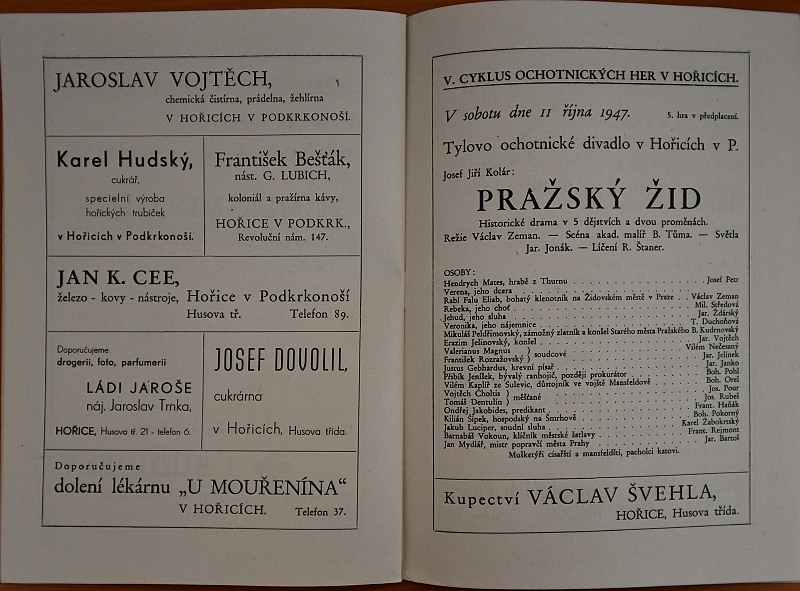 JAROSLAV VOJTĚCH,
chemická čistírna, prádelna, žehlírna
V HOŘICÍCH V PODKRKONOŠÍ.
Karel Hudský,
cukrář,
specielní výroba
hořických trubiček
v Hořicích v Podkrkonoší.
František Bešťák,
nást. G. LUBICH,
koloniál a pražírna kávy,
HOŘICE V PODKRK.,
Revoluční nám. 147.
JAN K. CEE,
železo - kovy - nástroje, Hořice v Podkrkonoší
Husova tř. Telefon 89.
Doporučujeme
drogerii, foto, parfumerii
LÁDI JAROŠE
náj. Jaroslav Trnka,
HOŘICE, Husova tř. 21 - telefon 6.
JOSEF DOVOLIL,
cukrárna
v Hořicích, Husova třída.
Doporučujeme
dolení lékárnu „U MOUŘENÍNA“
V HOŘICÍCH. Telefon 37.
V. CYKLUS OCHOTNICKÝCH HER V HOŘICÍCH.
V sobotu dne 11 října 1947. 5. hra v předplacení.
Tylovo ochotnické divadlo v Hořicích v P.
Josef Jiří Kolár:
PRAŽSKÝ ŽID
Historické drama v 5 dějstvích a dvou proměnách.
Režie Václav Zeman. — Scéna akad. malíř B. Tůma. — Světla
Jar. Jonák. — Líčení R. Štaner.
OSOBY:
Hendrych Mates, hrabě z Thurnu . . . . . Josef Petr
Verena, jeho dcera . . . . .
Rabí Falu Eliab, bohatý klenotník na Židovském městě v Praze . . Václav Zeman
Rebeka, jeho choť . . . . . Mil. Středová
Jehud, jeho sluha . . . . . Jar. Žďárský
Veronika, jeho nájemnice . . . . . T. Duchoňová
Mikuláš Peldřimovský, zámožný zlatník a konšel Starého města Pražského B. Kudrnovský
Erazim Ješinovský, konšel . . . . . Jar. Vojtěch
Valerianus Magnus ) soudcové . . . . . Vilém Nečesaný
František Rozražovský ) . . . . . Jar. Jelínek
Justus Gebhardus, krevní písař . . . . . Jar. Janko
Přibík Jeníšek, bývalý ranhojič, později prokurátor . . . . . Boh. Pohl
Vilém Kaplíř ze Sulevic, důstojník ve vojště Mansfeldově . . . . . Boh. Orel
Vojtěch Choltis ) měšťané . . . . . Jos. Pour
Tomáš Dentulín ) . . . . . Jos. Rubeš
Ondřej Jakobides, predikant . . . . . Frant. Haňák
Kilián Šípek, hospodský na Smrhově . . . . . Boh. Pokorný
Jakub Luciper, soudní sluha . . . . . Karel Žabokrtský
Barnabáš Vokoun, klíčník městské šatlavy . . . . . Frant. Rejmont
Jan Mydlář, mistr popravčí města Prahy . . . . . Jar. Bartoš
Mušketýři císařští a mansfeldští, pacholci katovi.
Kupectví VÁCLAV ŠVEHLA,
HOŘICE, Husova třída.